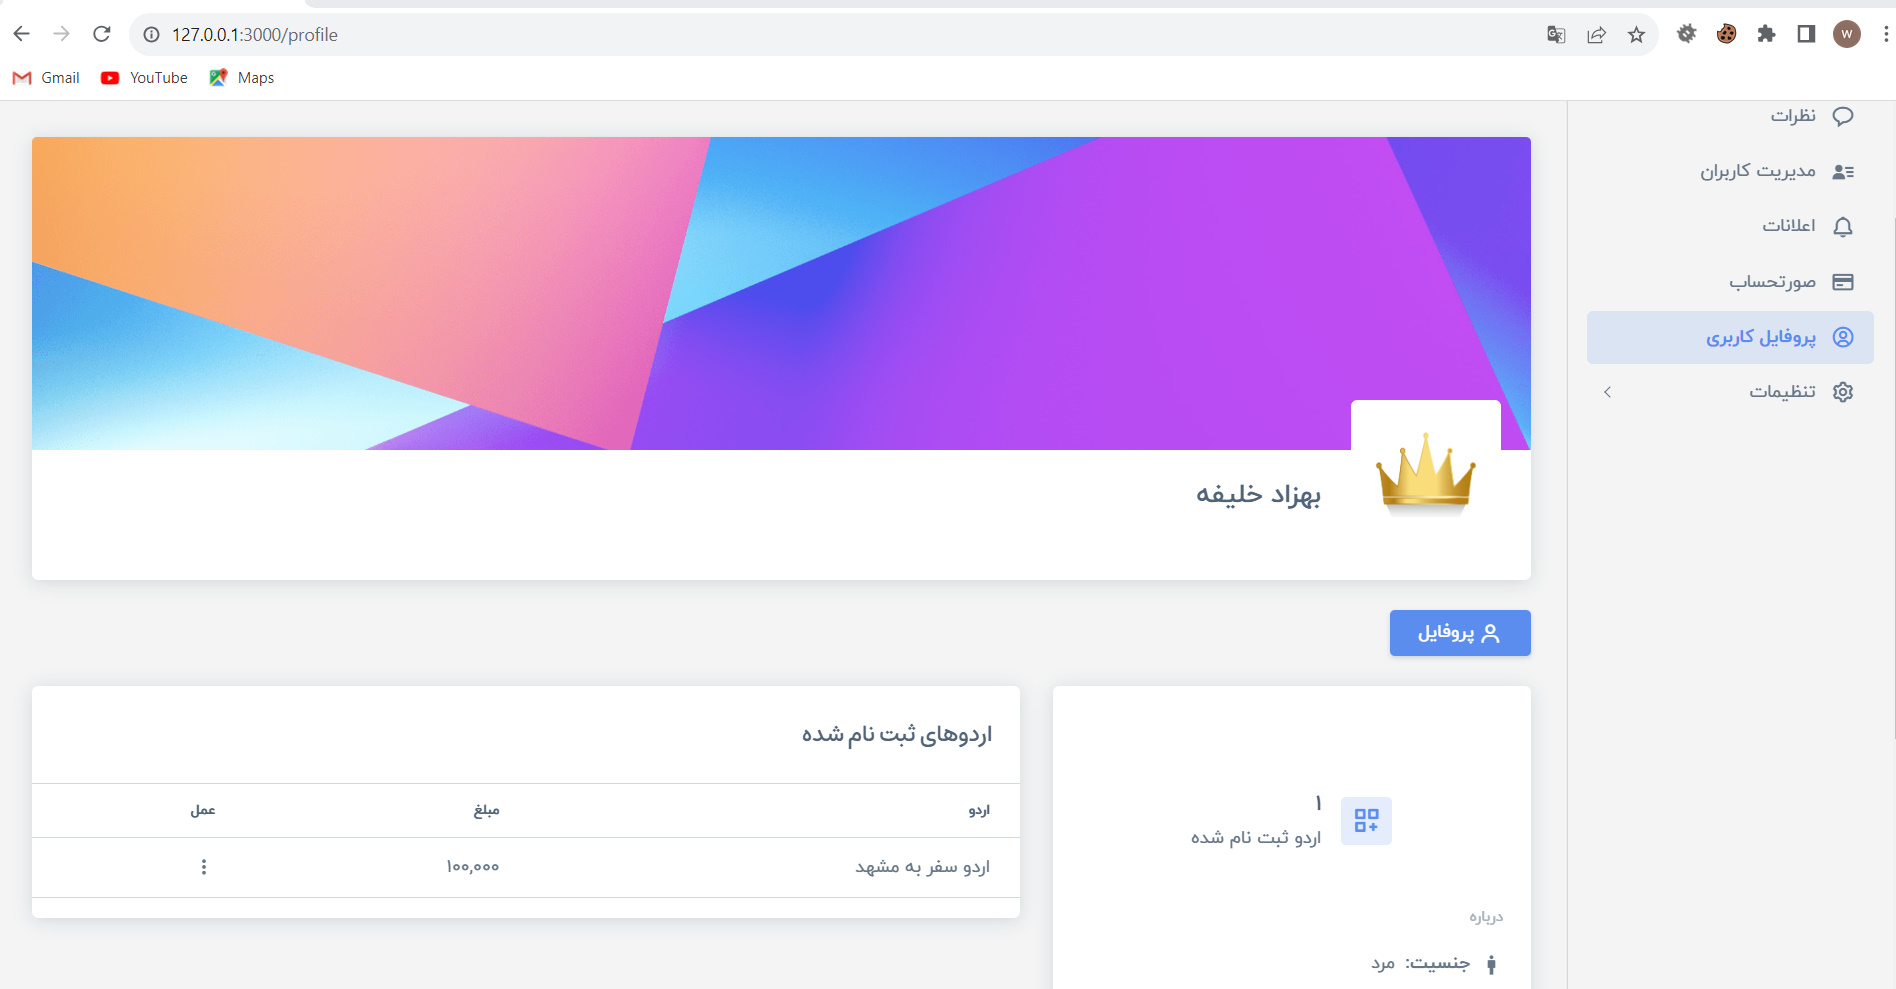 127.0.0.1:3000/profile
W
Gmail
YouTube
Maps
نظرات
مدیریت کاربران
اعلانات
صورتحساب
پروفایل کاربری
تنظیمات
بهزاد خلیفه
پروفایل
۱
اردو ثبت نام شده
درباره
جنسیت: مرد
اردوهای ثبت نام شده
اردو مبلغ عمل
اردو سفر به مشهد ۱۰۰,۰۰۰